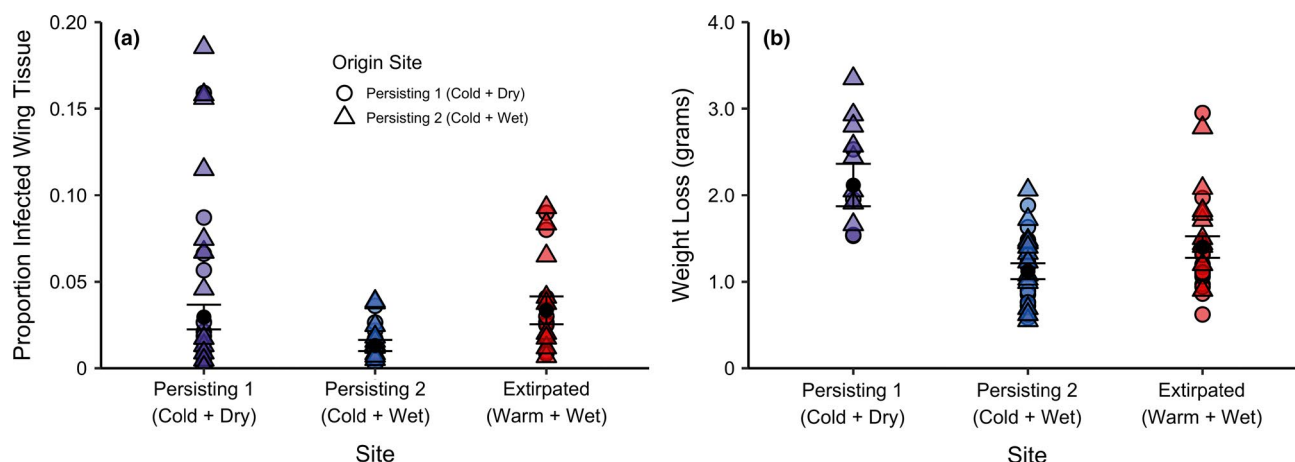 (a)
Proportion Infected Wing Tissue
0.20
0.15
0.10
0.05
0
Origin Site
Persisting 1 (Cold + Dry)
Persisting 2 (Cold + Wet)
Persisting 1
(Cold + Dry)
Persisting 2
(Cold + Wet)
Extirpated
(Warm + Wet)
Site
(b)
Weight Loss (grams)
4.0
3.0
2.0
1.0
0
Persisting 1
(Cold + Dry)
Persisting 2
(Cold + Wet)
Extirpated
(Warm + Wet)
Site